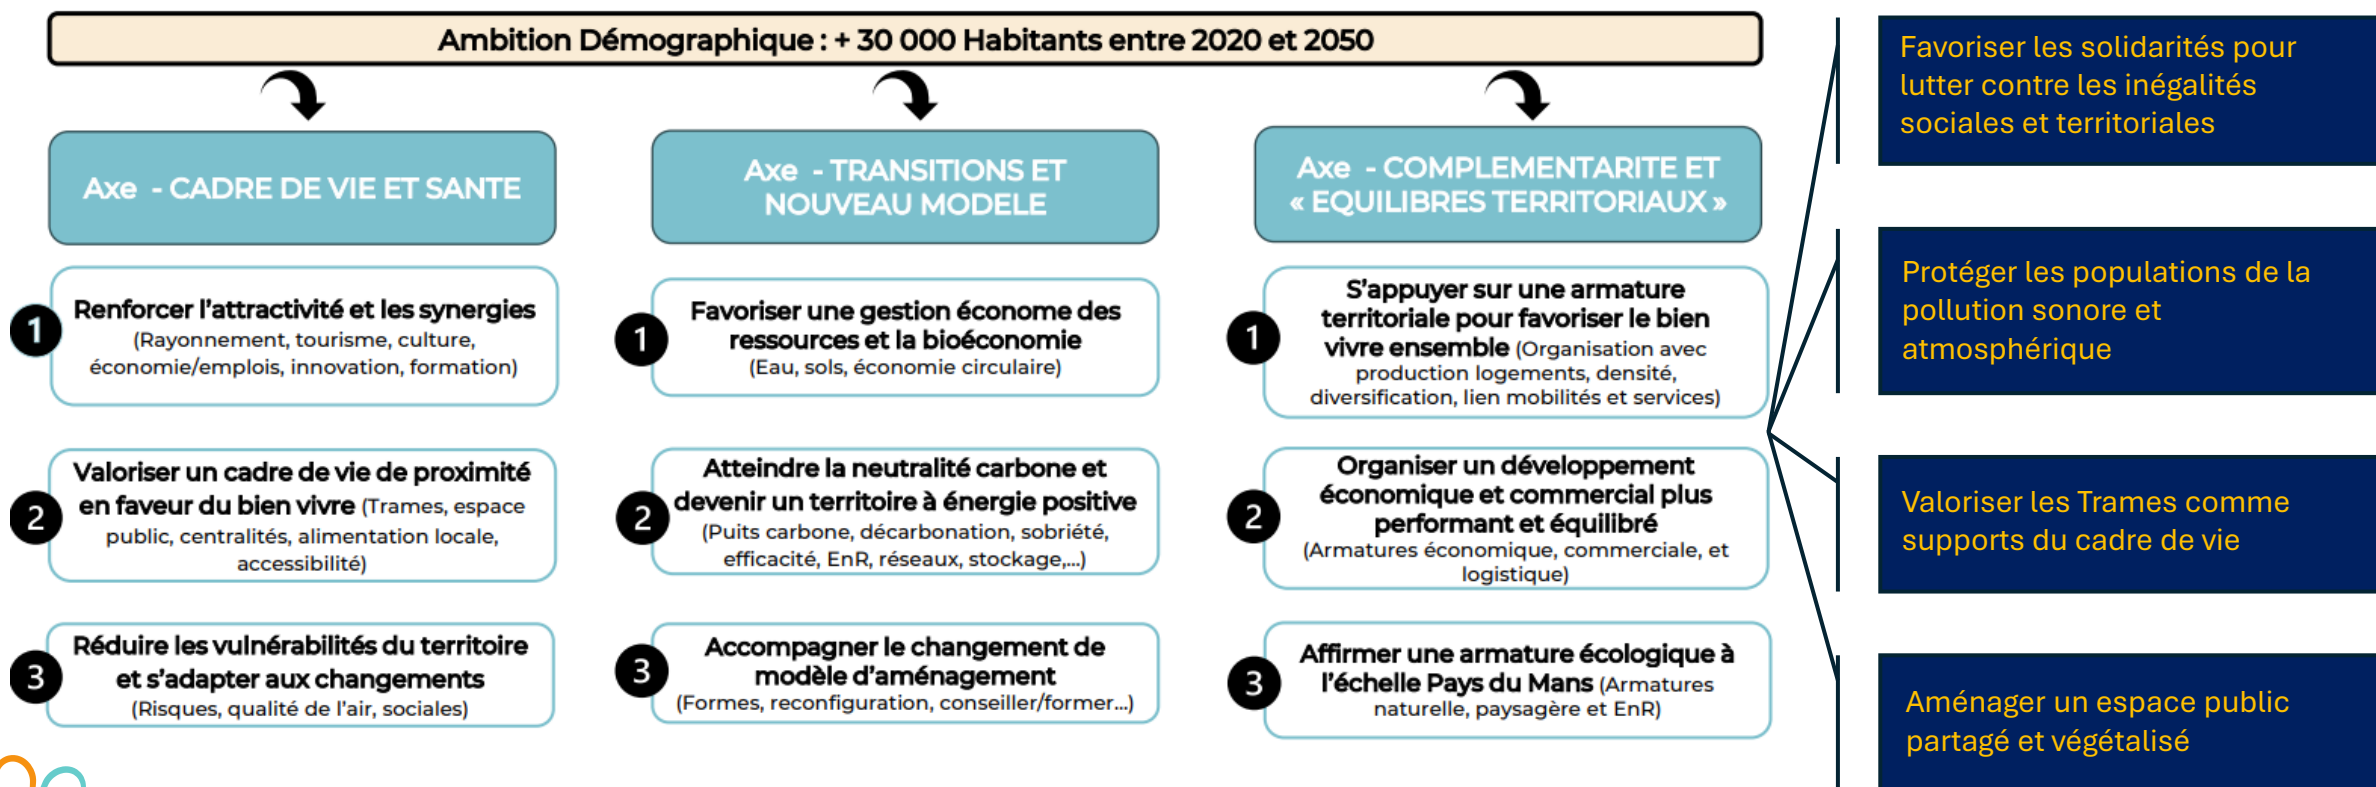 Ambition Démographique : + 30 000 Habitants entre 2020 et 2050
Axe - CADRE DE VIE ET SANTE
1
Renforcer l'attractivité et les synergies
(Rayonnement, tourisme, culture,
économie/emplois, innovation, formation)
2
Valoriser un cadre de vie de proximité
en faveur du bien vivre (Trames, espace
public, centralités, alimentation locale,
accessibilité)
3
Réduire les vulnérabilités du territoire
et s'adapter aux changements
(Risques, qualité de l'air, sociales)
Axe - TRANSITIONS ET
NOUVEAU MODELE
1
Favoriser une gestion économe des
ressources et la bioéconomie
(Eau, sols, économie circulaire)
2
Atteindre la neutralité carbone et
devenir un territoire à énergie positive
(Puits carbone, décarbonation, sobriété,
efficacité, EnR, réseaux, stockage,...)
3
Accompagner le changement de
modèle d'aménagement
(Formes, reconfiguration, conseiller/former...)
Axe - COMPLEMENTARITE ET
« EQUILIBRES TERRITORIAUX »
1
S'appuyer sur une armature
territoriale pour favoriser le bien
vivre ensemble (Organisation avec
production logements, densité,
diversification, lien mobilités et services)
2
Organiser un développement
économique et commercial plus
performant et équilibré
(Armatures économique, commerciale, et
logistique)
3
Affirmer une armature écologique à
l'échelle Pays du Mans (Armatures
naturelle, paysagère et EnR)
Favoriser les solidarités pour
lutter contre les inégalités
sociales et territoriales
Protéger les populations de la
pollution sonore et
atmosphérique
Valoriser les Trames comme
supports du cadre de vie
Aménager un espace public
partagé et végétalisé